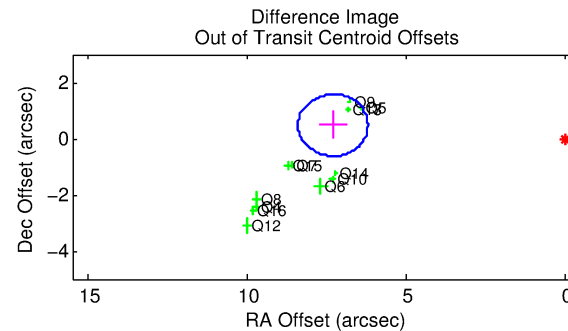 Difference Image
Out of Transit Centroid Offsets
Dec Offset (arcsec)
2
0
−2
−4
Q9
Q14
Q10
Q6
Q8
Q16
Q12
15
10
5
0
RA Offset (arcsec)